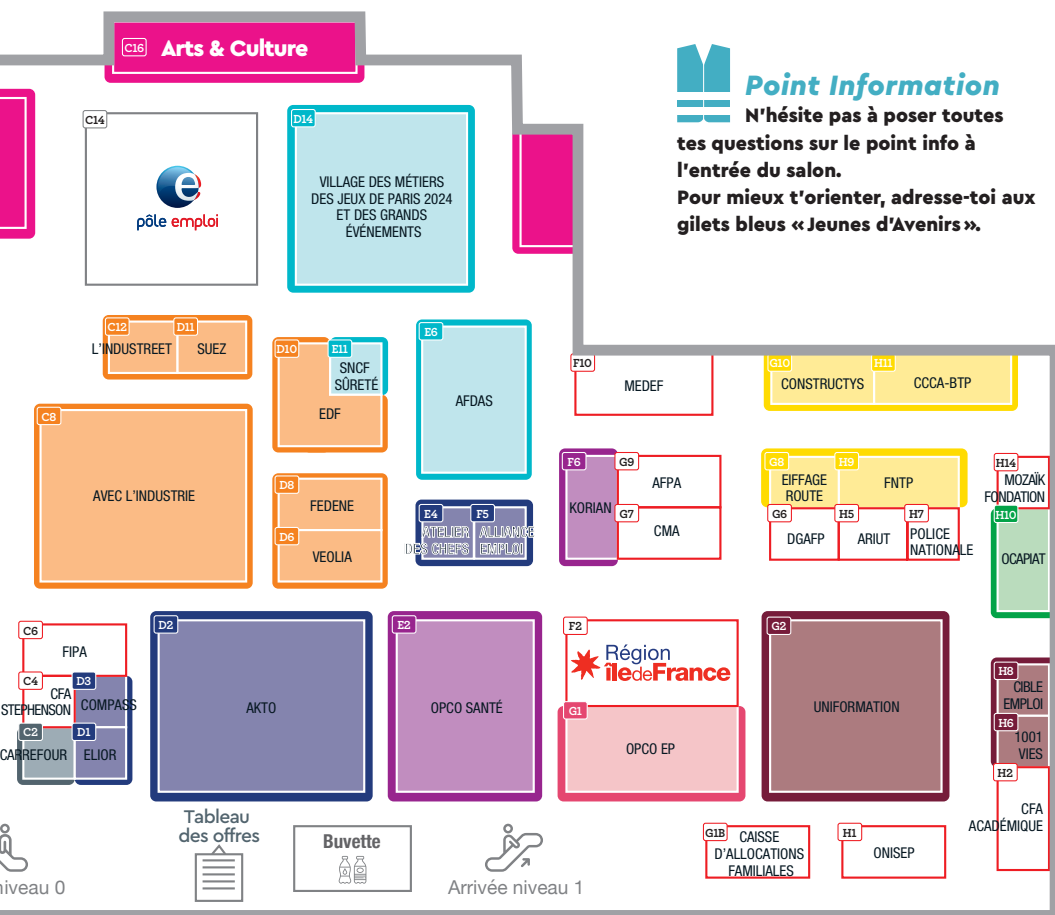 C16 Arts & Culture
Point Information
N'hésite pas à poser toutes
tes questions sur le point info à
l'entrée du salon.
Pour mieux t'orienter, adresse-toi aux
gilets bleus «Jeunes d'Avenirs».
C14
pôle emploi
D14
VILLAGE DES MÉTIERS
DES JEUX DE PARIS 2024
ET DES GRANDS
ÉVÉNEMENTS
C12
L'INDUSTREET
D11
SUEZ
D10
EDF
E11
SNCF
SÛRETÉ
E6
AFDAS
F10
MEDEF
G10
CONSTRUCTYS
H11
CCCA-BTP
C8
AVEC L'INDUSTRIE
D8
FEDENE
D6
VEOLIA
E4
ATELIER
DES CHEFS
F5
ALLIANCE
EMPLOI
F6
KORIAN
G9
AFPA
G7
CMA
G8
EIFFAGE
ROUTE
H9
FNTP
G6
DGAFP
H5
ARIUT
H7
POLICE
NATIONALE
H14
MOZAÏK
FONDATION
H10
OCAPIAT
C6
FIPA
C4
CFA
STEPHENSON
D3
COMPASS
C2
CARREFOUR
D1
ELIOR
D2
AKTO
E2
OPCO SANTÉ
F2
Région
îledeFrance
G1
OPCO EP
G2
UNIFORMATION
H8
CIBLE
EMPLOI
H6
1001
VIES
H2
CFA
ACADÉMIQUE
niveau 0
Tableau
des offres
Buvette
Arrivée niveau 1
G1B
CAISSE
D'ALLOCATIONS
FAMILIALES
H1
ONISEP